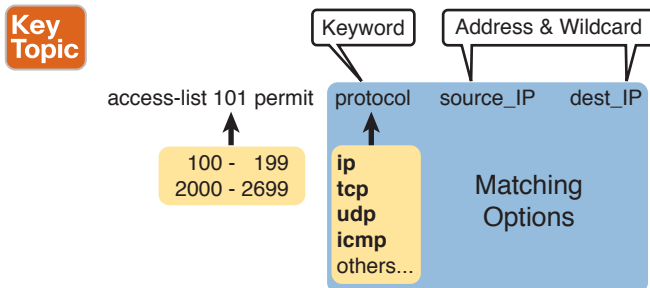 Key
Topic
Keyword
Address & Wildcard
access-list 101 permit protocol source_IP dest_IP
100 - 199
2000 - 2699
ip
tcp
udp
icmp
others...
Matching
Options